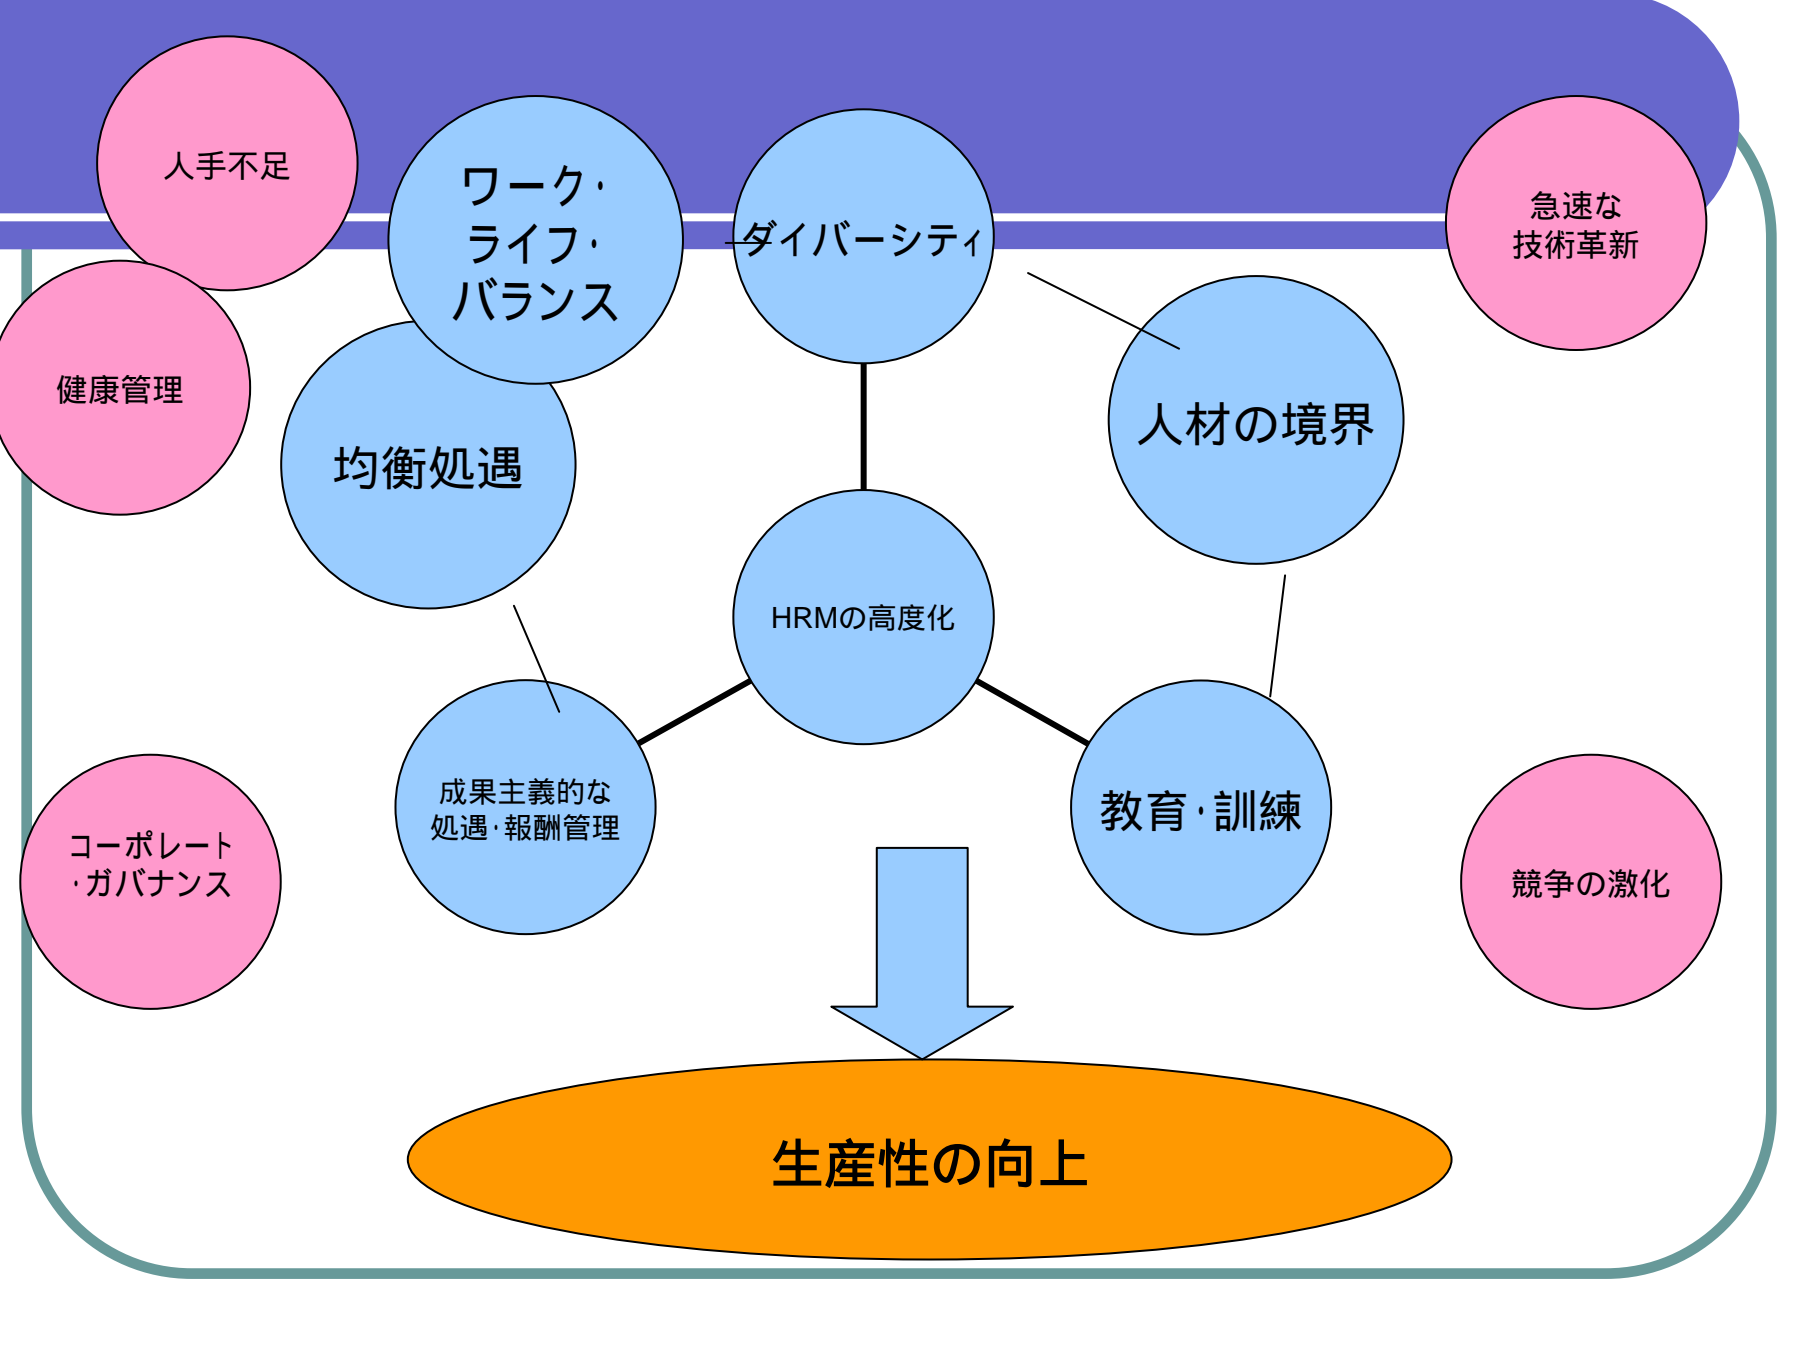 人手不足
ワーク・
ライフ・
バランス
ダイバーシティ
急速な
技術革新
健康管理
均衡処遇
人材の境界
HRMの高度化
成果主義的な
処遇・報酬管理
教育・訓練
コーポレート
・ガバナンス
競争の激化
生産性の向上